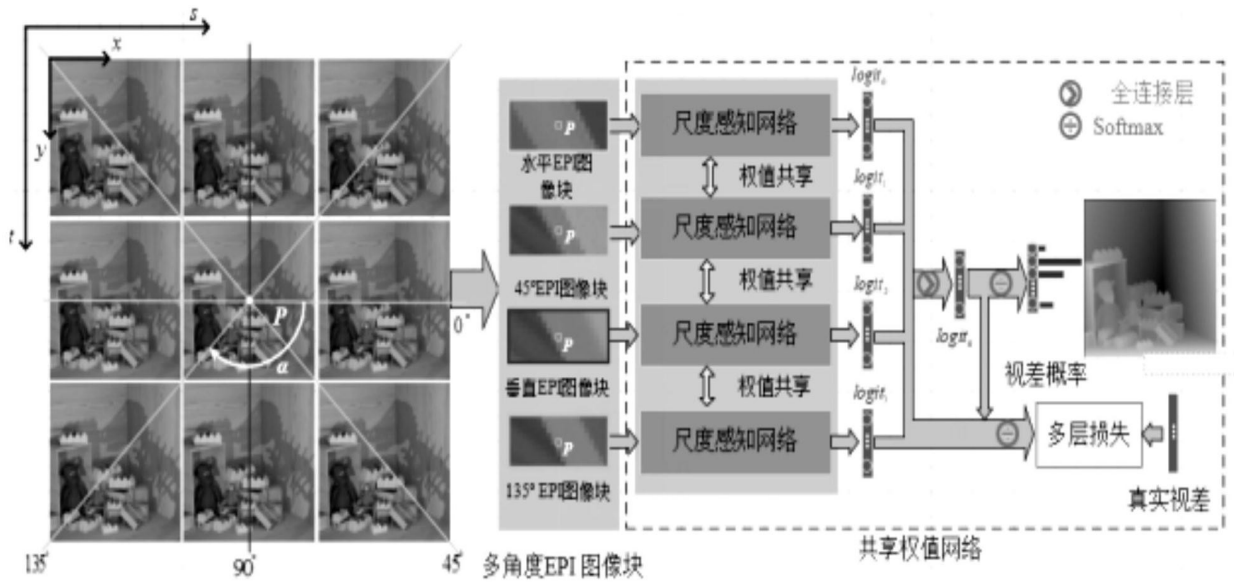 s
x
y
t
P
α
0°
135°
90°
45°
P
水平EPI图
像块
P
45°EPI图像块
P
垂直EPI图像块
P
135° EPI图像块
多角度EPI 图像块
尺度感知网络
权值共享
尺度感知网络
权值共享
尺度感知网络
权值共享
尺度感知网络
logit
logit
logit
logit
logit
全连接层
Softmax
视差概率
多层损失
真实视差
共享权值网络